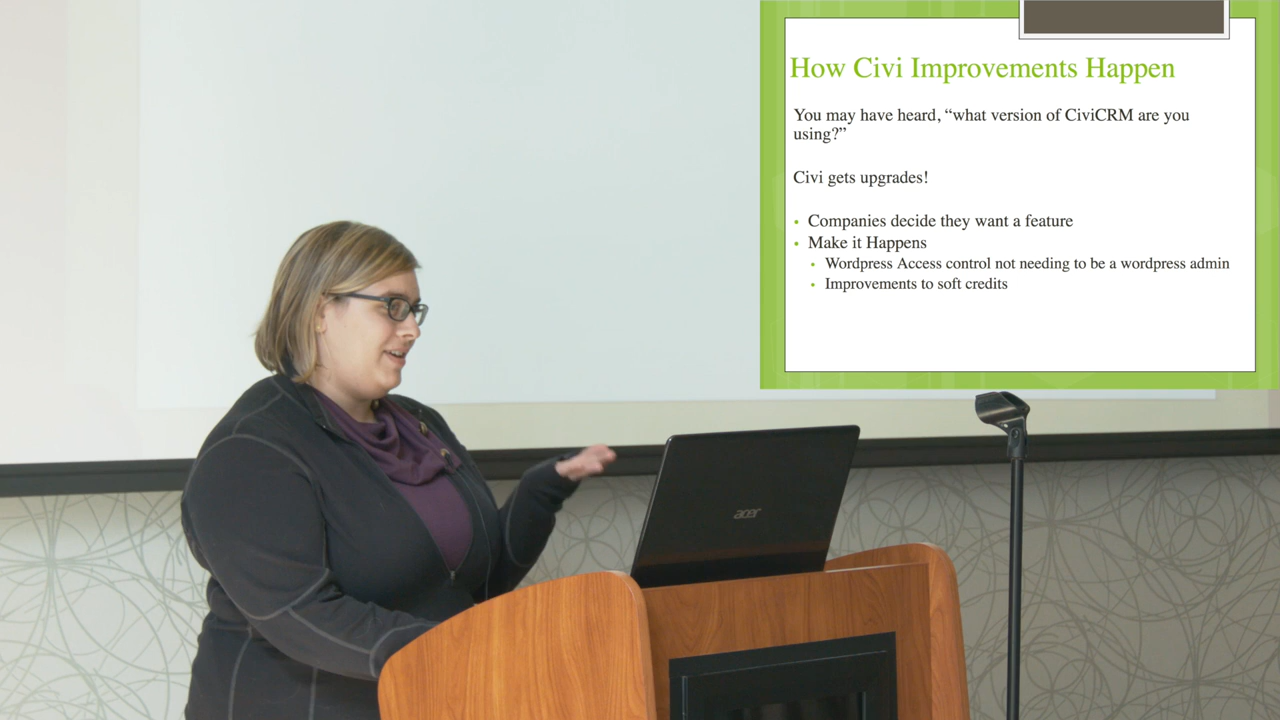 How Civi Improvements Happen
You may have heard, “what version of CiviCRM are you
using?”
Civi gets upgrades!
• Companies decide they want a feature
• Make it Happens
• Wordpress Access control not needing to be a wordpress admin
• Improvements to soft credits
acer